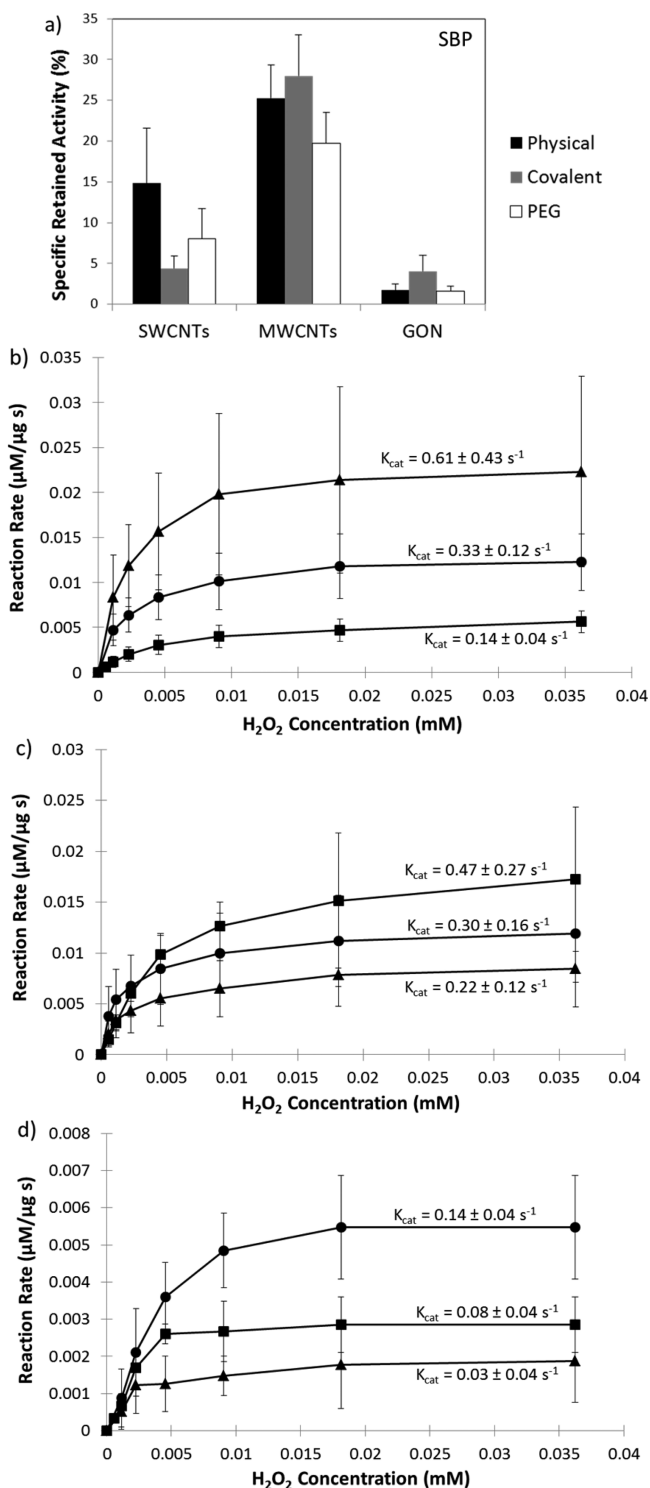 a)
SBP
Specific Retained Activity (%)
35
30
25
20
15
10
5
0
SWCNTs MWCNTs GON
Physical
Covalent
PEG
b)
Reaction Rate (µM/µg s)
0.035
0.03
0.025
0.02
0.015
0.01
0.005
0
Kcat = 0.61 ± 0.43 s-1
Kcat = 0.33 ± 0.12 s-1
Kcat = 0.14 ± 0.04 s-1
0 0.005 0.01 0.015 0.02 0.025 0.03 0.035 0.04
H2O2 Concentration (mM)
c)
Reaction Rate (µM/µg s)
0.03
0.025
0.02
0.015
0.01
0.005
0
Kcat = 0.47 ± 0.27 s-1
Kcat = 0.30 ± 0.16 s-1
Kcat = 0.22 ± 0.12 s-1
0 0.005 0.01 0.015 0.02 0.025 0.03 0.035 0.04
H2O2 Concentration (mM)
d)
Reaction Rate (µM/µg s)
0.008
0.007
0.006
0.005
0.004
0.003
0.002
0.001
0
Kcat = 0.14 ± 0.04 s-1
Kcat = 0.08 ± 0.04 s-1
Kcat = 0.03 ± 0.04 s-1
0 0.005 0.01 0.015 0.02 0.025 0.03 0.035 0.04
H2O2 Concentration (mM)